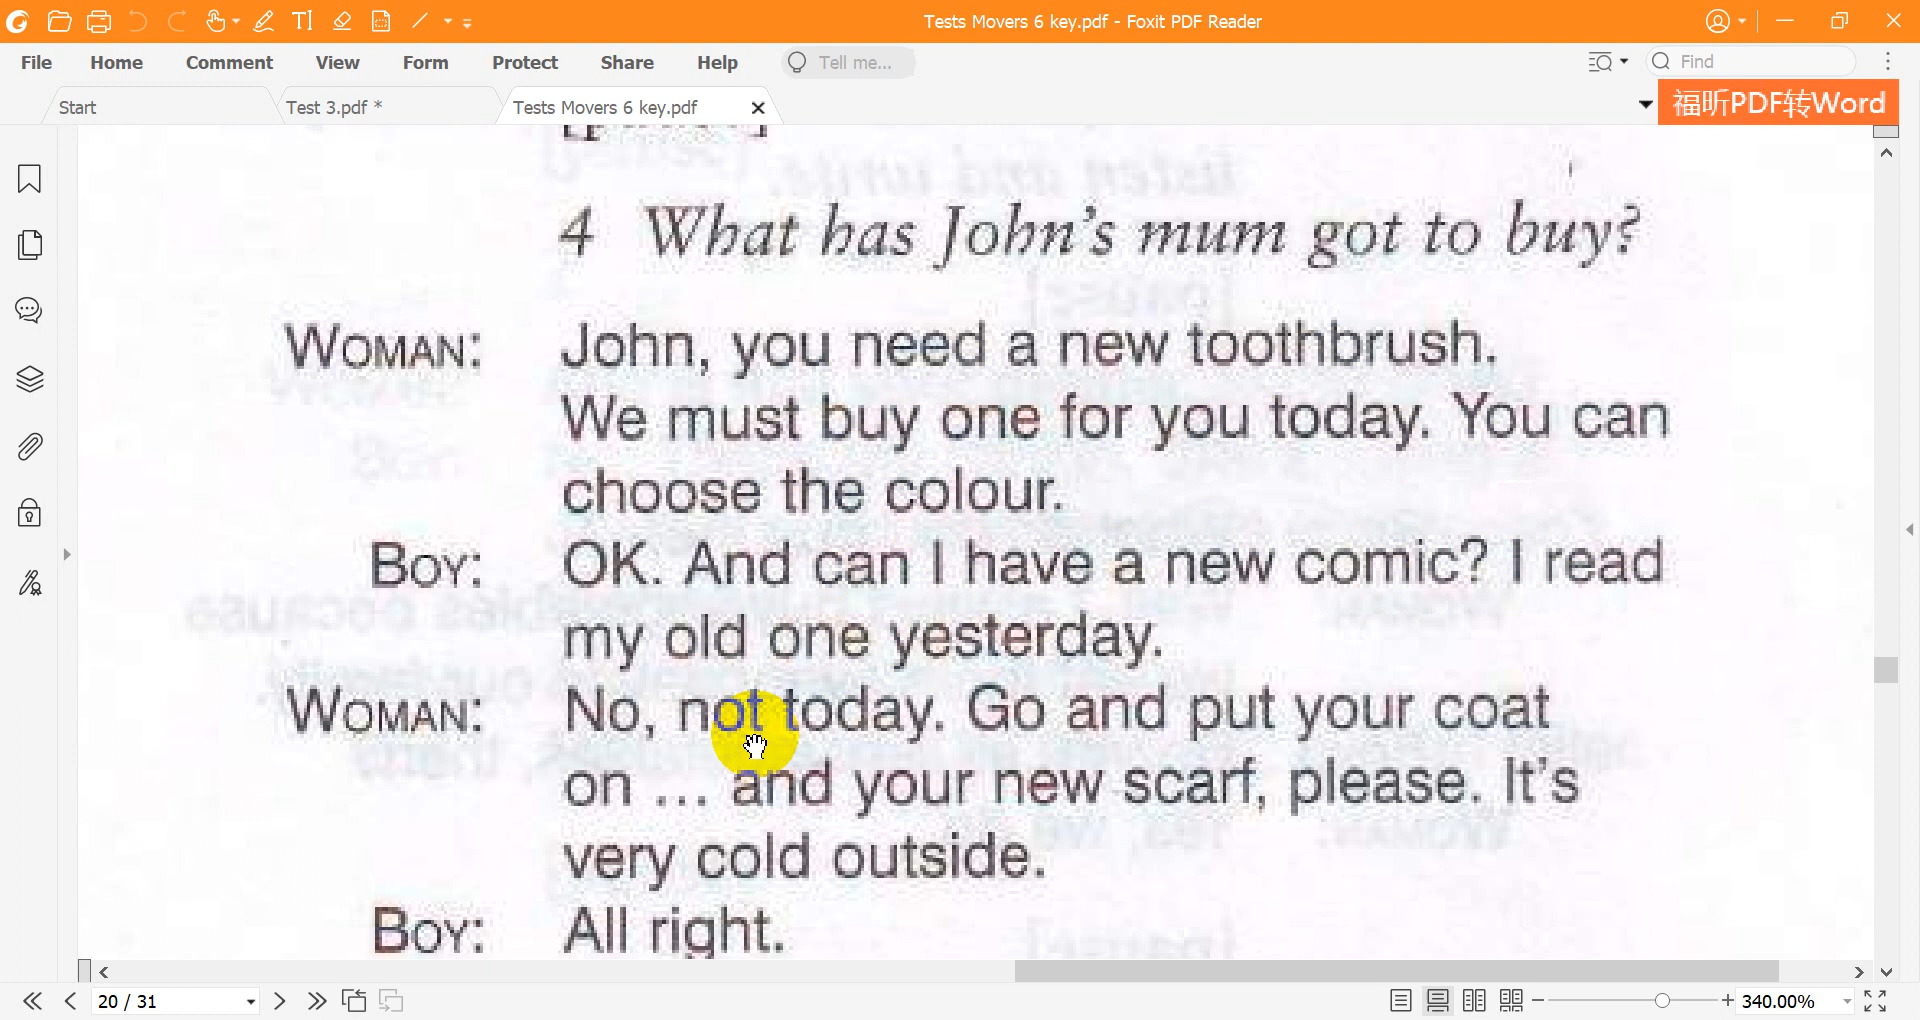 Tests Movers 6 key.pdf - Foxit PDF Reader
File Home Comment View Form Protect Share Help Tell me... Find
Start Test 3.pdf * Tests Movers 6 key.pdf 福昕PDF转Word
4 What has John's mum got to buy?
WOMAN: John, you need a new toothbrush.
We must buy one for you today. You can
choose the colour.
BOY: OK. And can I have a new comic? I read
my old one yesterday.
WOMAN: No, not today. Go and put your coat
on ... and your new scarf, please. It's
very cold outside.
BOY: All right.
20 / 31 340.00%